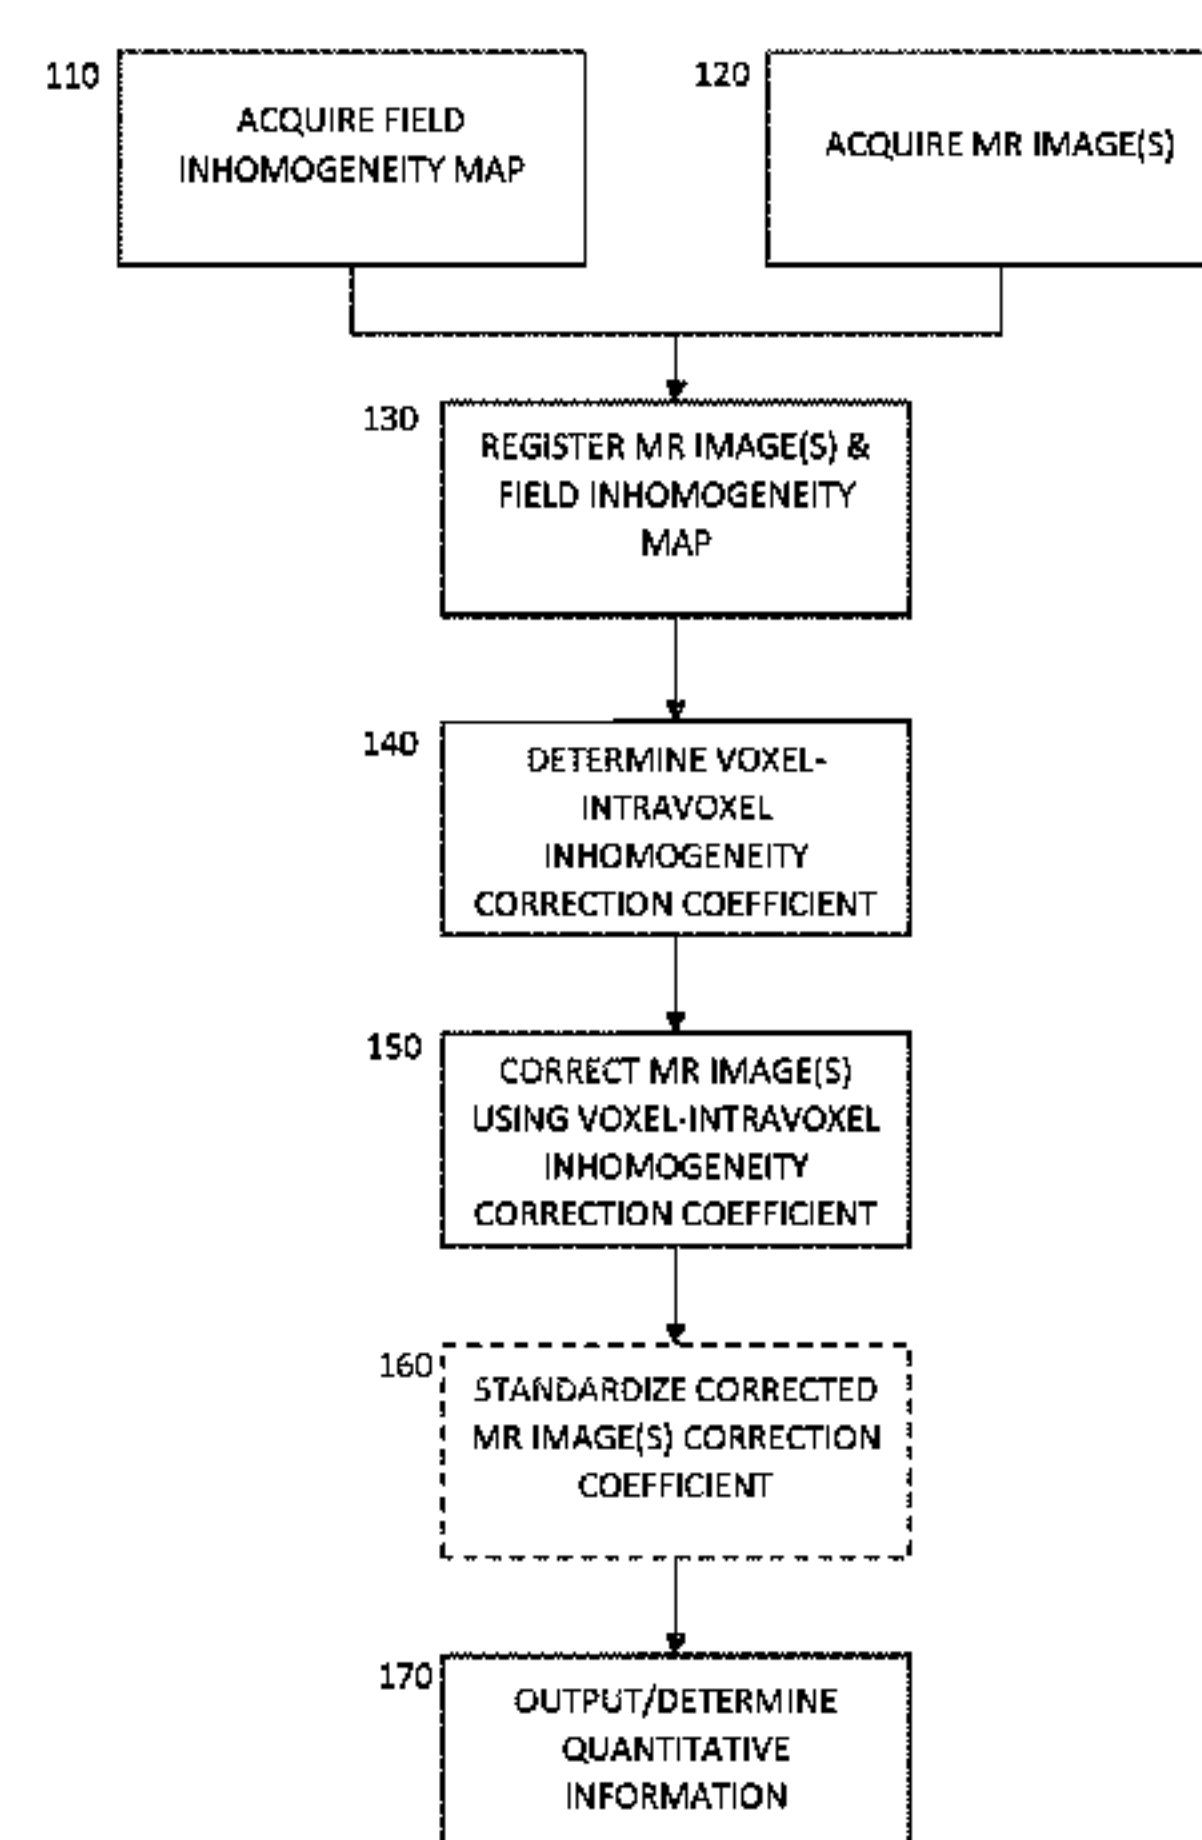 110
ACQUIRE FIELD
INHOMOGENEITY MAP
120
ACQUIRE MR IMAGE(S)
130
REGISTER MR IMAGE(S) &
FIELD INHOMOGENEITY
MAP
140
DETERMINE VOXEL-
INTRAVOXEL
INHOMOGENEITY
CORRECTION COEFFICIENT
150
CORRECT MR IMAGE(S)
USING VOXEL-INTRAVOXEL
INHOMOGENEITY
CORRECTION COEFFICIENT
160
STANDARDIZE CORRECTED
MR IMAGE(S) CORRECTION
COEFFICIENT
170
OUTPUT/DETERMINE
QUANTITATIVE
INFORMATION